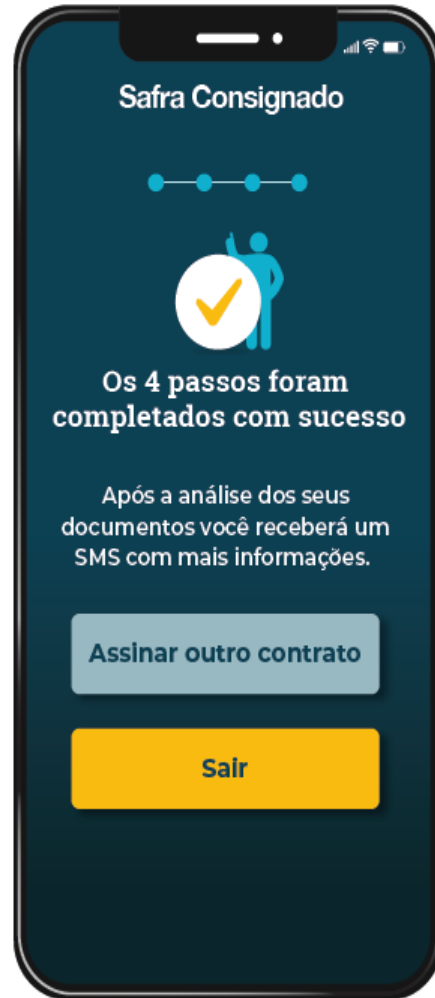 Safra Consignado
Os 4 passos foram
completados com sucesso
Após a análise dos seus
documentos você receberá um
SMS com mais informações.
Assinar outro contrato
Sair